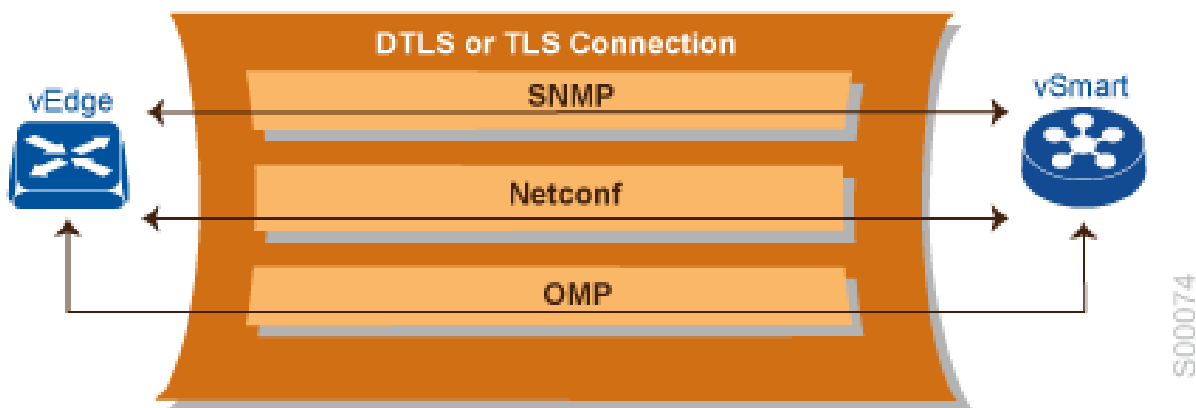 DTLS or TLS Connection
SNMP
vEdge
vSmart
Netconf
OMP
S00074